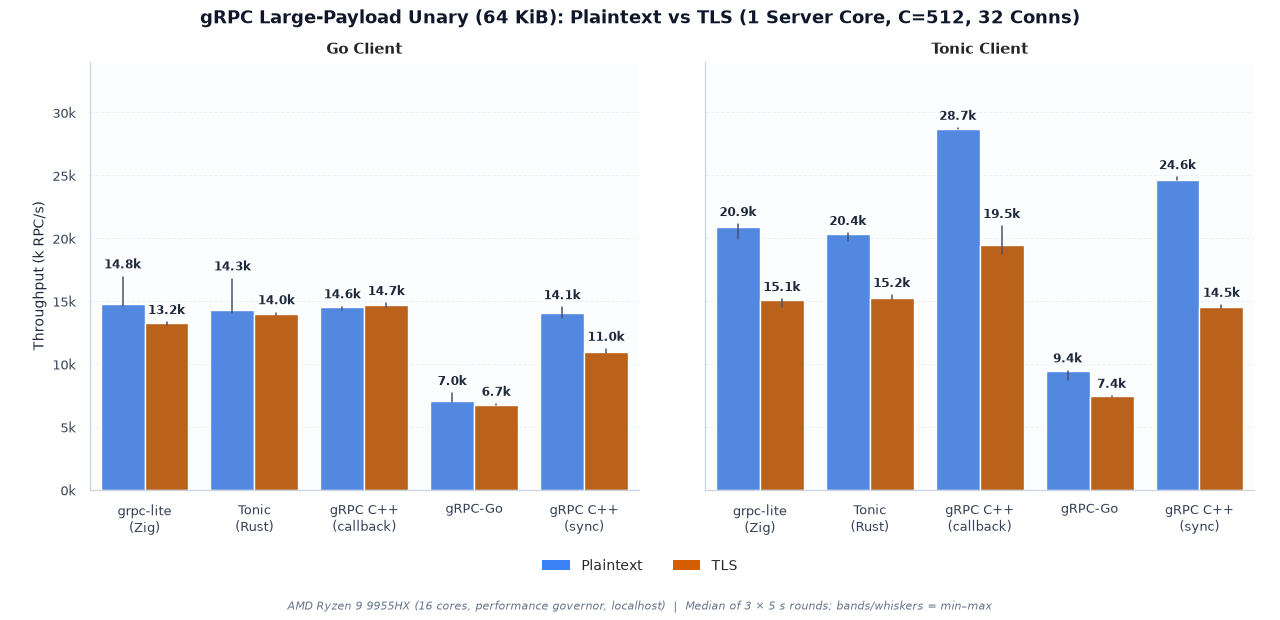 gRPC Large-Payload Unary (64 KiB): Plaintext vs TLS (1 Server Core, C=512, 32 Conns)
Go Client
Tonic Client
Throughput (k RPC/s)
30k
25k
20k
15k
10k
5k
0k
14.8k
13.2k
14.3k
14.0k
14.6k
14.7k
7.0k
6.7k
14.1k
11.0k
20.9k
15.1k
20.4k
15.2k
28.7k
19.5k
9.4k
7.4k
24.6k
14.5k
grpc-lite
(Zig)
Tonic
(Rust)
gRPC C++
(callback)
gRPC-Go
gRPC C++
(sync)
grpc-lite
(Zig)
Tonic
(Rust)
gRPC C++
(callback)
gRPC-Go
gRPC C++
(sync)
Plaintext
TLS
AMD Ryzen 9 9955HX (16 cores, performance governor, localhost) | Median of 3 × 5 s rounds; bands/whiskers = min–max